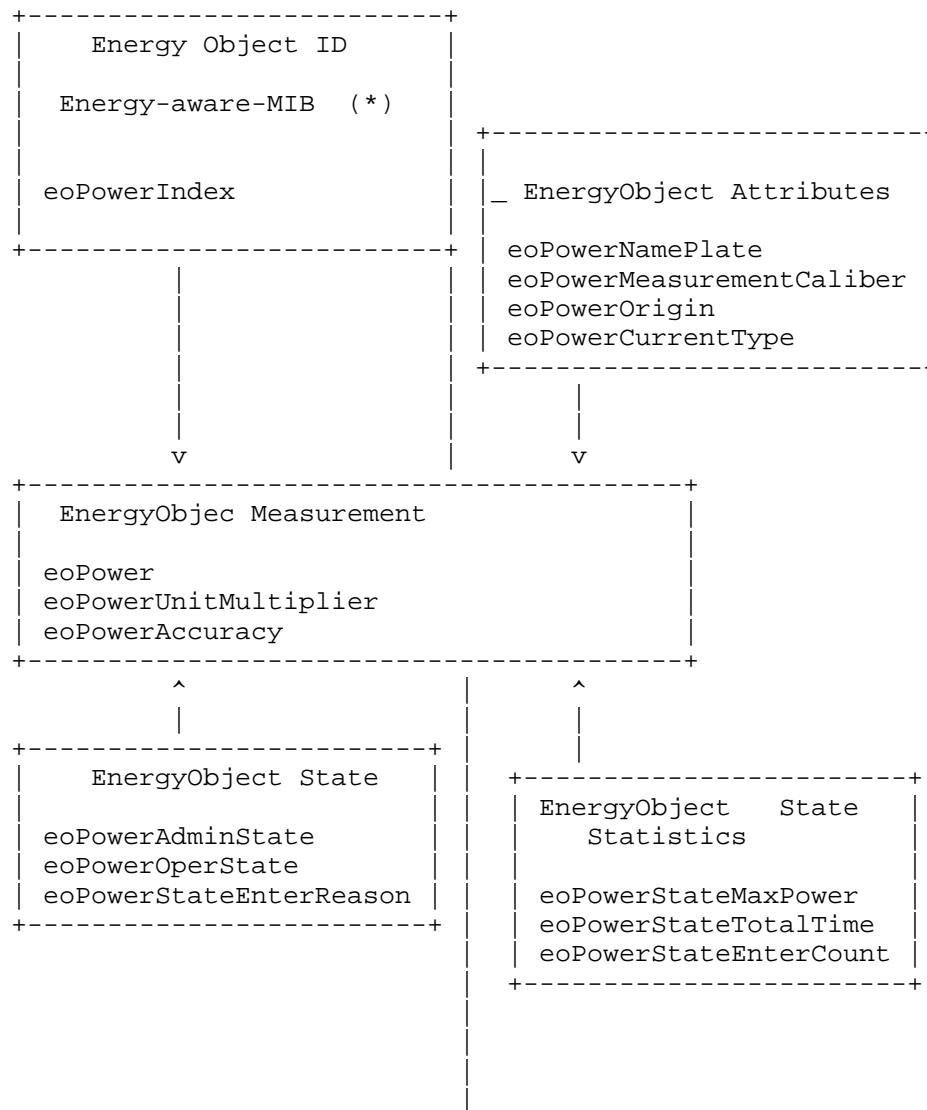 Energy Object ID
Energy-aware-MIB (*)
eoPowerIndex
_ EnergyObject Attributes
eoPowerNamePlate
eoPowerMeasurementCaliber
eoPowerOrigin
eoPowerCurrentType
v
v
EnergyObjec Measurement
eoPower
eoPowerUnitMultiplier
eoPowerAccuracy
^
^
EnergyObject State
eoPowerAdminState
eoPowerOperState
eoPowerStateEnterReason
EnergyObject State
Statistics
eoPowerStateMaxPower
eoPowerStateTotalTime
eoPowerStateEnterCount